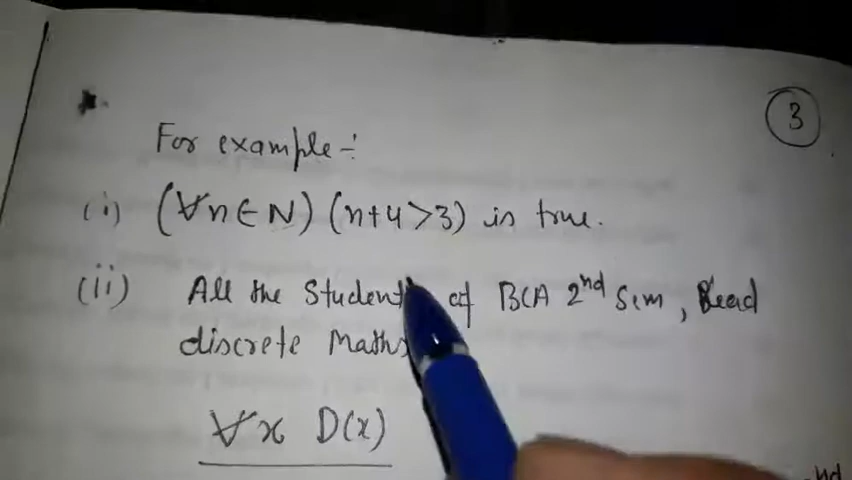 3
For example:-
(i) (∀n∈N) (n+4>3) is true.
(ii) All the Students of BCA 2nd Sem, Read
discrete Maths
∀x D(x)